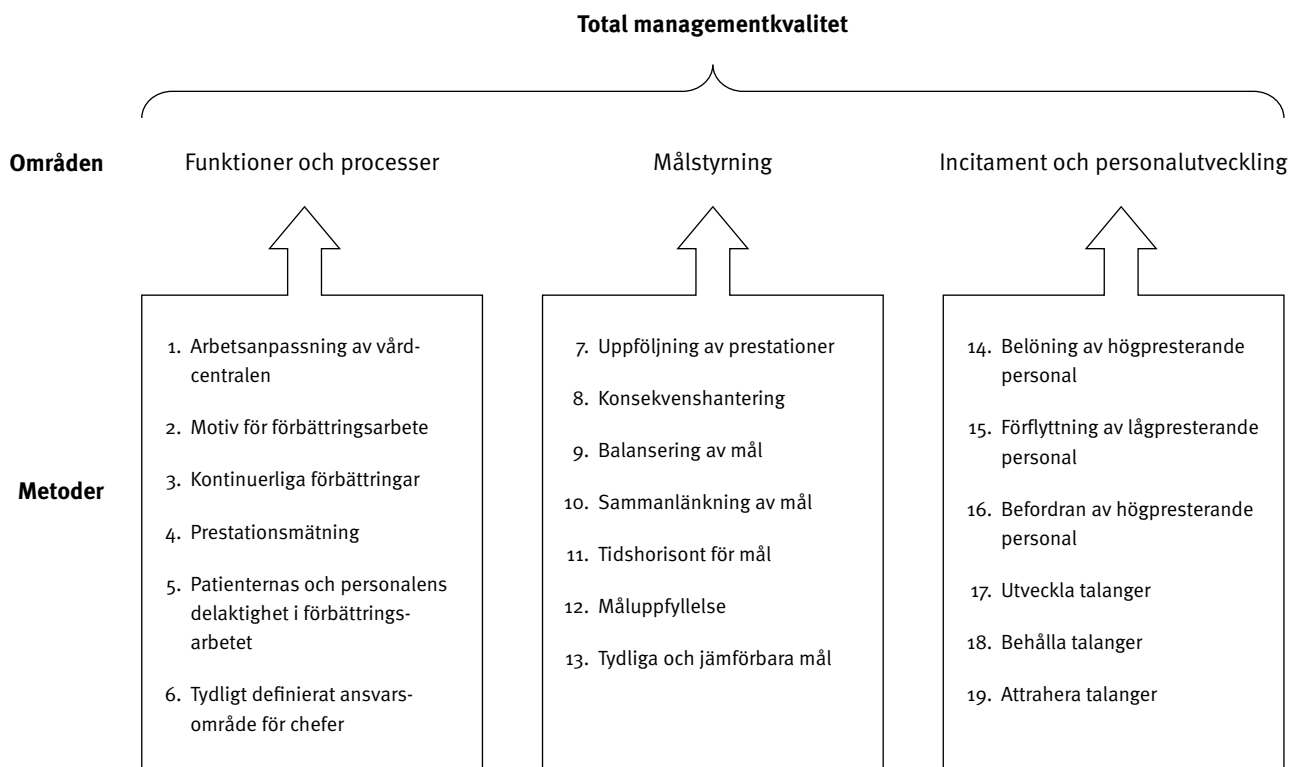 Total managementkvalitet
Områden
Funktioner och processer
Målstyrning
Incitament och personalutveckling
Metoder
1. Arbetsanpassning av vård-
centralen
2. Motiv för förbättringsarbete
3. Kontinuerliga förbättringar
4. Prestationsmätning
5. Patienternas och personalens
delaktighet i förbättrings-
arbetet
6. Tydligt definierat ansvars-
område för chefer
7. Uppföljning av prestationer
8. Konsekvenshantering
9. Balansering av mål
10. Sammanlänkning av mål
11. Tidshorisont för mål
12. Måluppfyllelse
13. Tydliga och jämförbara mål
14. Belöning av högpresterande
personal
15. Förflyttning av lågpresterande
personal
16. Befordran av högpresterande
personal
17. Utveckla talanger
18. Behålla talanger
19. Attrahera talanger